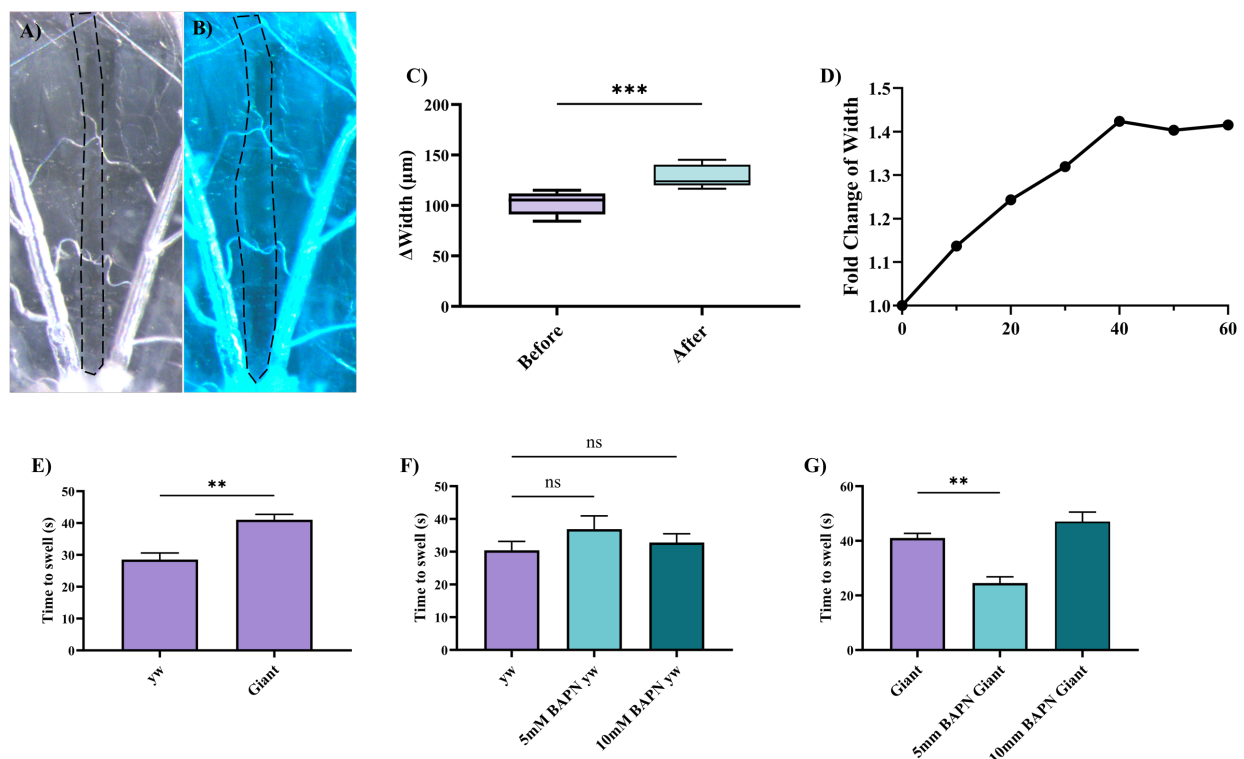 A)
B)
C)
***
200
150
100
50
0
ΔWidth (µm)
Before
After
D)
1.5
1.4
1.3
1.2
1.1
1.0
Fold Change of Width
0
20
40
60
E)
**
50
40
30
20
10
0
Time to swell (s)
yw
Giant
F)
ns
ns
50
40
30
20
10
0
Time to swell (s)
yw
5mM BAPN yw
10mM BAPN yw
G)
**
60
40
20
0
Time to swell (s)
Giant
5mm BAPN Giant
10mm BAPN Giant